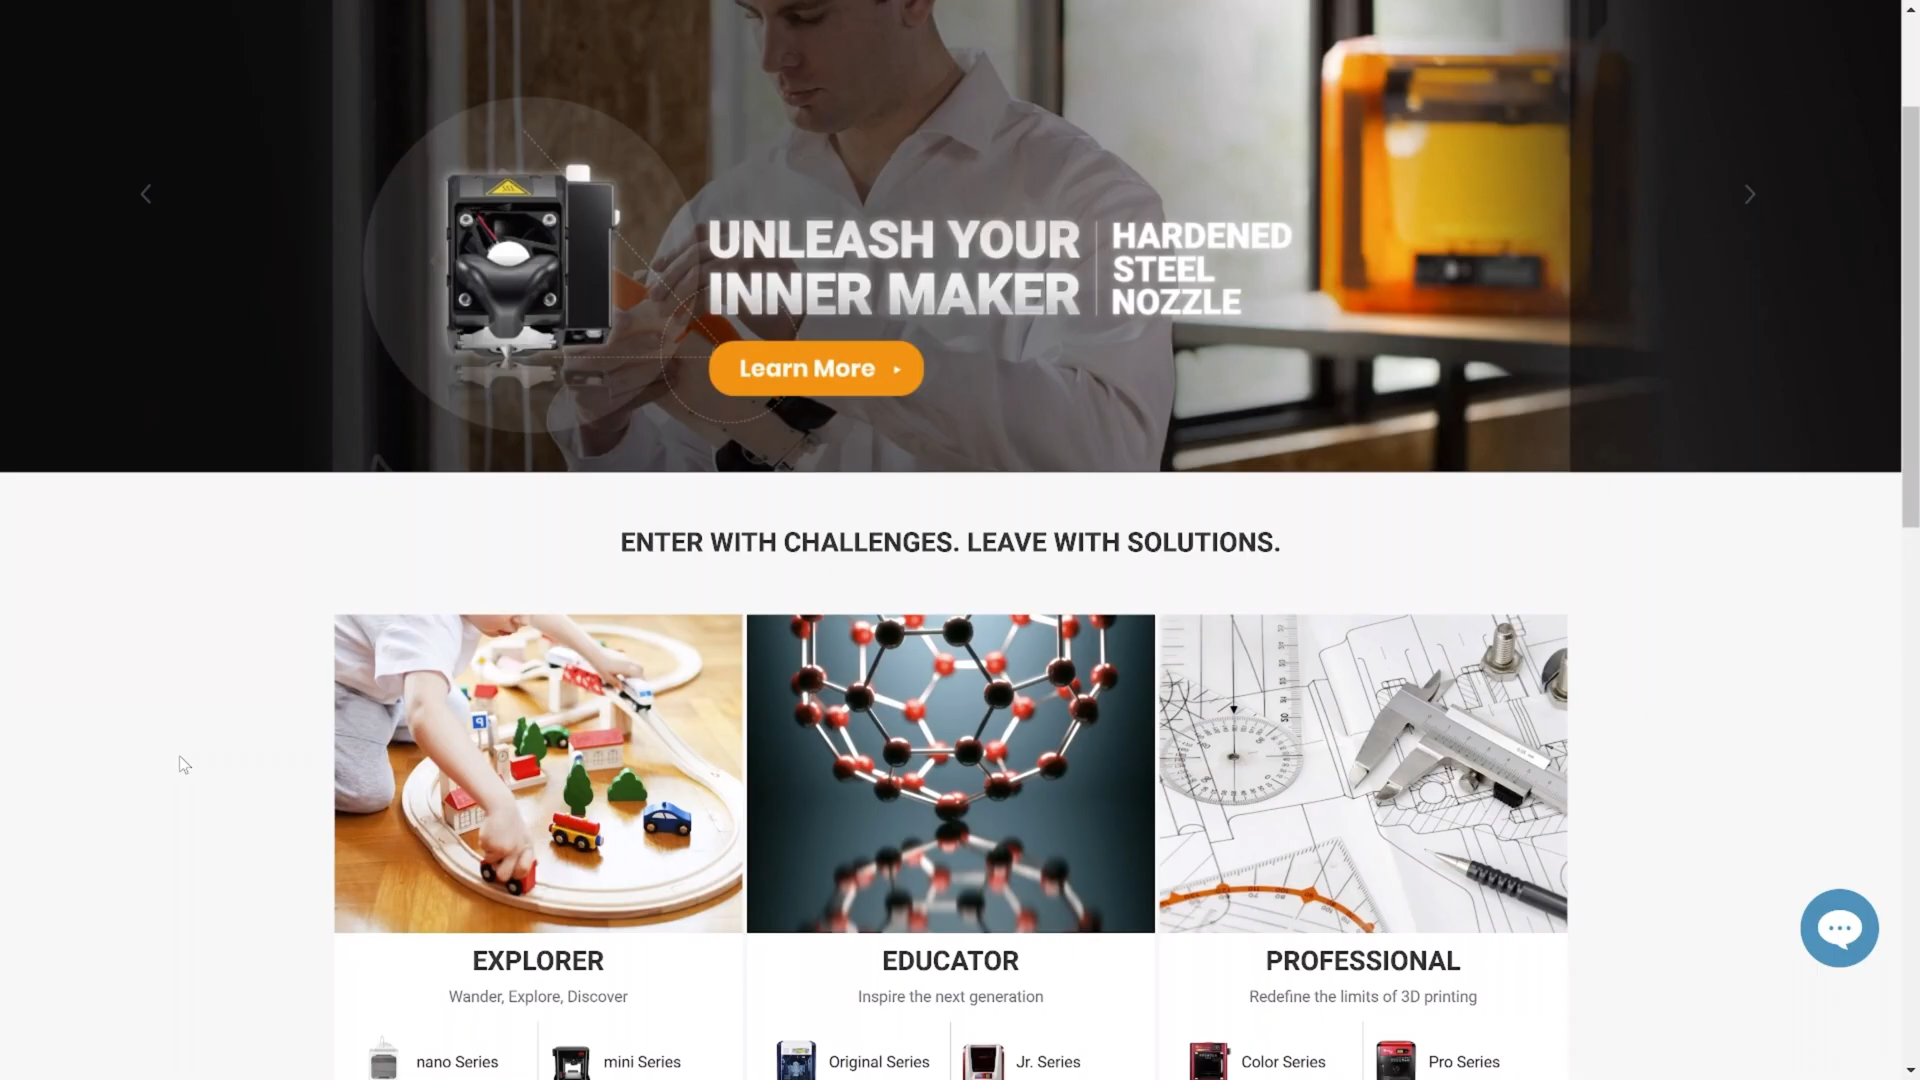 UNLEASH YOUR
INNER MAKER
HARDENED
STEEL
NOZZLE
Learn More
ENTER WITH CHALLENGES. LEAVE WITH SOLUTIONS.
EXPLORER
Wander, Explore, Discover
nano Series
mini Series
EDUCATOR
Inspire the next generation
Original Series
Jr. Series
PROFESSIONAL
Redefine the limits of 3D printing
Color Series
Pro Series